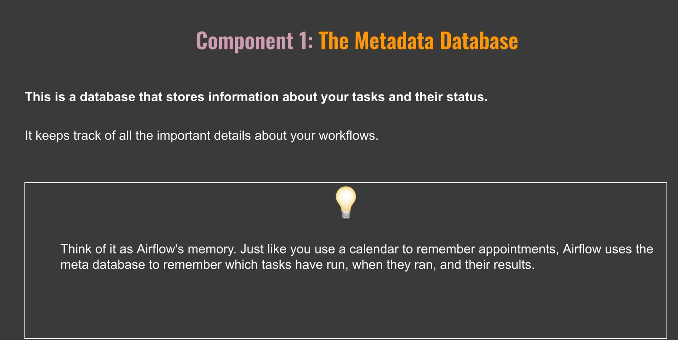 Component 1: The Metadata Database
This is a database that stores information about your tasks and their status.
It keeps track of all the important details about your workflows.
Think of it as Airflow's memory. Just like you use a calendar to remember appointments, Airflow uses the
meta database to remember which tasks have run, when they ran, and their results.